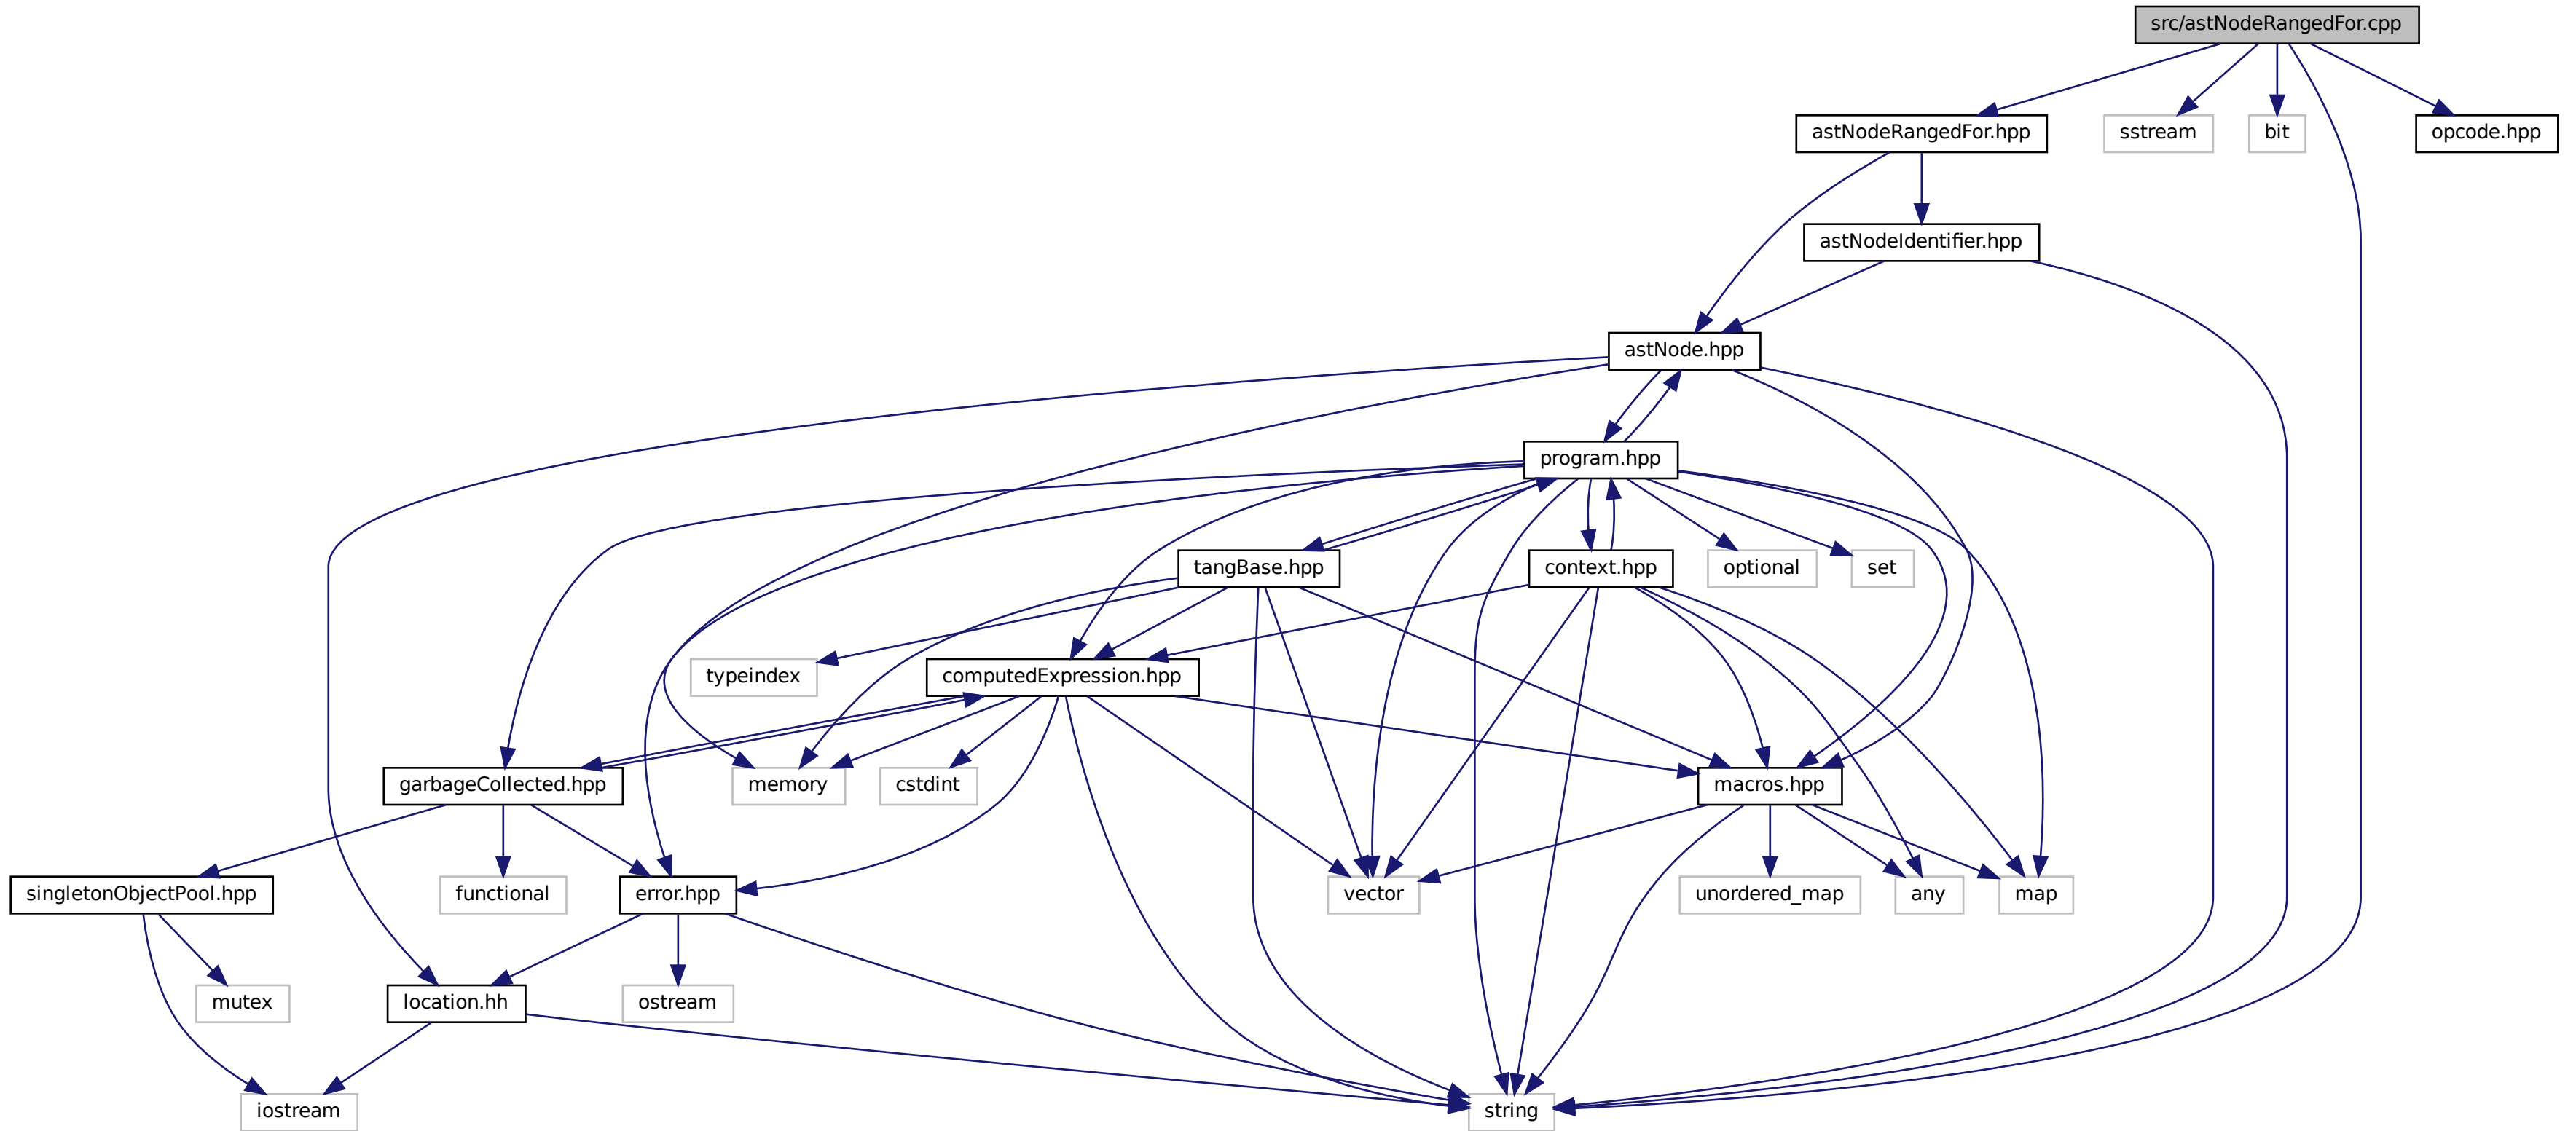 src/astNodeRangedFor.cpp
astNodeRangedFor.hpp
sstream
bit
opcode.hpp
astNodeIdentifier.hpp
astNode.hpp
program.hpp
tangBase.hpp
context.hpp
optional
set
typeindex
computedExpression.hpp
garbageCollected.hpp
memory
cstdint
macros.hpp
singletonObjectPool.hpp
functional
error.hpp
vector
unordered_map
any
map
mutex
location.hh
ostream
iostream
string